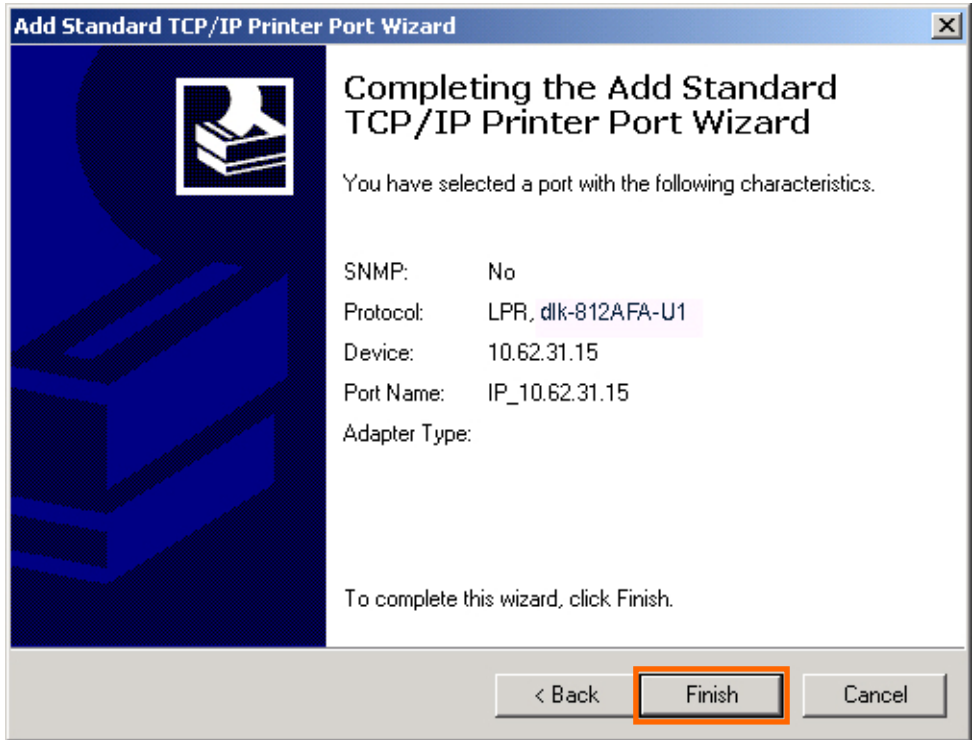 Add Standard TCP/IP Printer Port Wizard
Completing the Add Standard
TCP/IP Printer Port Wizard
You have selected a port with the following characteristics.
SNMP: No
Protocol: LPR, dlk-812AFA-U1
Device: 10.62.31.15
Port Name: IP_10.62.31.15
Adapter Type:
To complete this wizard, click Finish.
< Back Finish Cancel